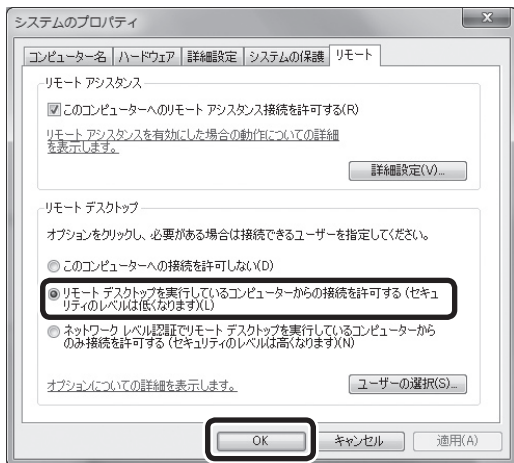 システムのプロパティ
コンピューター名 ハードウェア 詳細設定 システムの保護 リモート
リモート アシスタンス
このコンピューターへのリモート アシスタンス接続を許可する(R)
リモート アシスタンスを有効にした場合の動作についての詳細
を表示します。
詳細設定(V)...
リモート デスクトップ
オプションをクリックし、必要がある場合は接続できるユーザーを指定してください。
このコンピューターへの接続を許可しない(D)
リモート デスクトップを実行しているコンピューターからの接続を許可する (セキュ
リティのレベルは低くなります)(L)
ネットワーク レベル認証でリモート デスクトップを実行しているコンピューターから
のみ接続を許可する (セキュリティのレベルは高くなります)(N)
オプションについての詳細を表示します。
ユーザーの選択(S)...
OK キャンセル 適用(A)